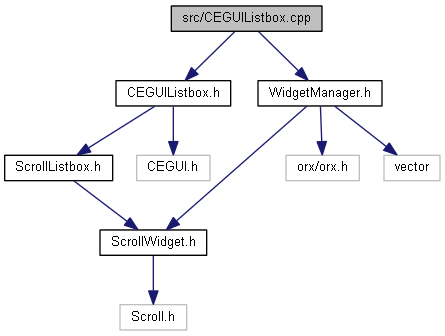 src/CEGUIListbox.cpp
CEGUIListbox.h
WidgetManager.h
ScrollListbox.h
CEGUI.h
orx/orx.h
vector
ScrollWidget.h
Scroll.h